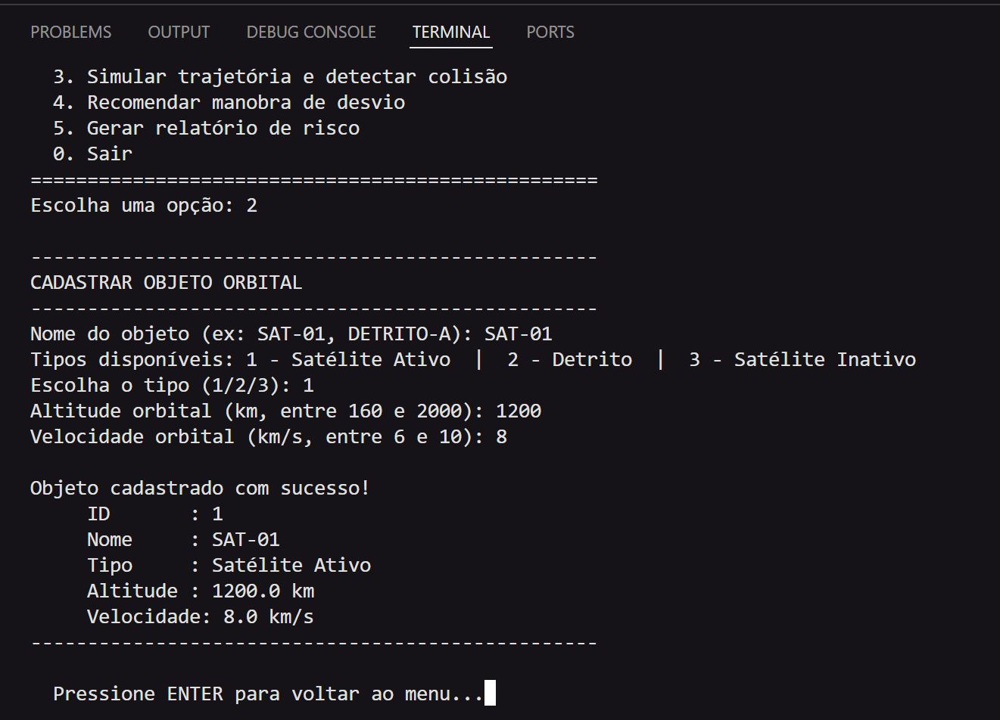 PROBLEMS OUTPUT DEBUG CONSOLE TERMINAL PORTS
3. Simular trajetória e detectar colisão
4. Recomendar manobra de desvio
5. Gerar relatório de risco
0. Sair
==================================================
Escolha uma opção: 2
--------------------------------------------------
CADASTRAR OBJETO ORBITAL
--------------------------------------------------
Nome do objeto (ex: SAT-01, DETRITO-A): SAT-01
Tipos disponíveis: 1 - Satélite Ativo | 2 - Detrito | 3 - Satélite Inativo
Escolha o tipo (1/2/3): 1
Altitude orbital (km, entre 160 e 2000): 1200
Velocidade orbital (km/s, entre 6 e 10): 8
Objeto cadastrado com sucesso!
ID : 1
Nome : SAT-01
Tipo : Satélite Ativo
Altitude : 1200.0 km
Velocidade: 8.0 km/s
--------------------------------------------------
Pressione ENTER para voltar ao menu...